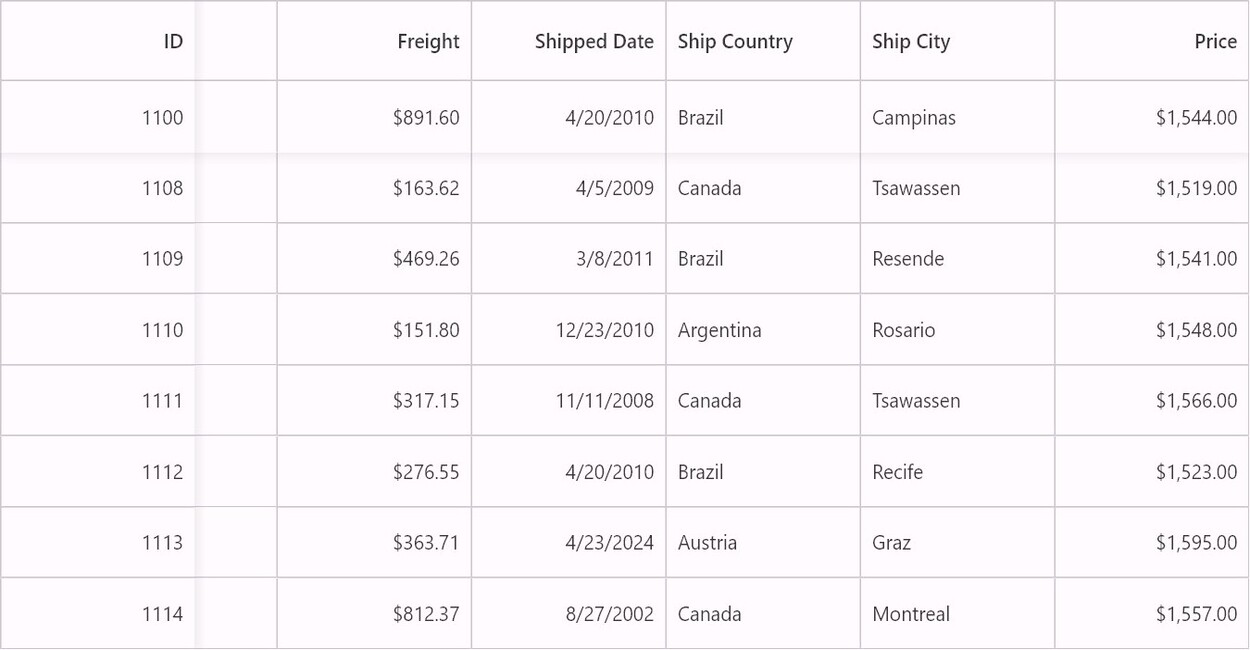 ID Freight Shipped Date Ship Country Ship City Price
1100 $891.60 4/20/2010 Brazil Campinas $1,544.00
1108 $163.62 4/5/2009 Canada Tsawassen $1,519.00
1109 $469.26 3/8/2011 Brazil Resende $1,541.00
1110 $151.80 12/23/2010 Argentina Rosario $1,548.00
1111 $317.15 11/11/2008 Canada Tsawassen $1,566.00
1112 $276.55 4/20/2010 Brazil Recife $1,523.00
1113 $363.71 4/23/2024 Austria Graz $1,595.00
1114 $812.37 8/27/2002 Canada Montreal $1,557.00